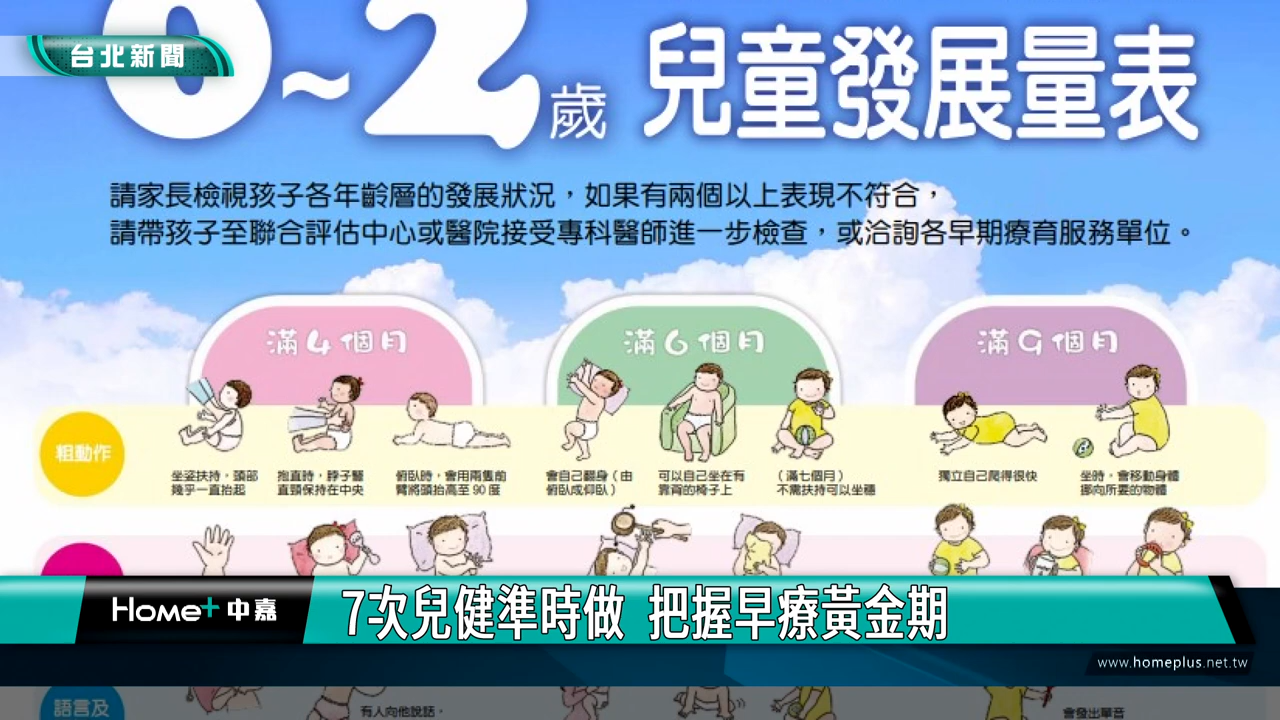 台北新聞
0~2歲 兒童發展量表
請家長檢視孩子各年齡層的發展狀況，如果有兩個以上表現不符合，
請帶孩子至聯合評估中心或醫院接受專科醫師進一步檢查，或洽詢各早期療育服務單位。
滿4個月
滿6個月
滿9個月
粗動作
坐姿扶持，頭部
幾乎一直抬起
抱直時，脖子豎
直頸保持在中央
俯臥時，會用兩隻前
臂將頭抬高至90度
會自己翻身（由
俯臥成仰臥）
可以自己坐在有
靠背的椅子上
（滿七個月）
不需扶持可以坐穩
獨立自己爬得很快
坐時，會移動身體
挪向所要的物體
Home+中嘉
7次兒健準時做 把握早療黃金期
www.homeplus.net.tw
語言及
有人向他說話，
會發出單音